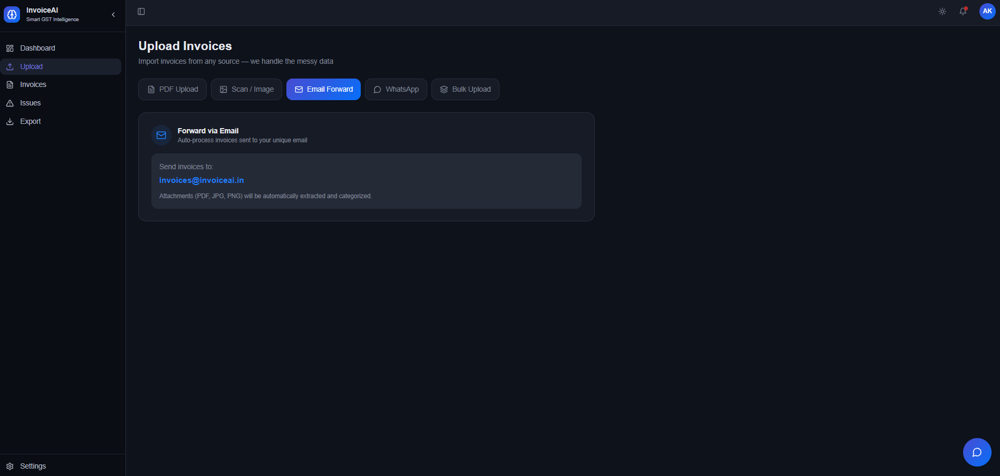 InvoiceAI
Smart GST Intelligence
AK
Dashboard
Upload
Invoices
Issues
Export
Settings
Upload Invoices
Import invoices from any source — we handle the messy data
PDF Upload
Scan / Image
Email Forward
WhatsApp
Bulk Upload
Forward via Email
Auto-process invoices sent to your unique email
Send invoices to:
invoices@invoiceai.in
Attachments (PDF, JPG, PNG) will be automatically extracted and categorized.